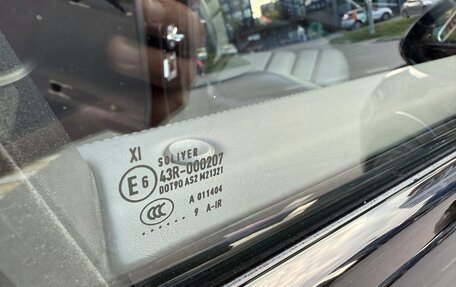 XI SOLIVER
E6 43R-000207
DOT90 AS2 M21321
CCC A 011404
...... 9 A-IR